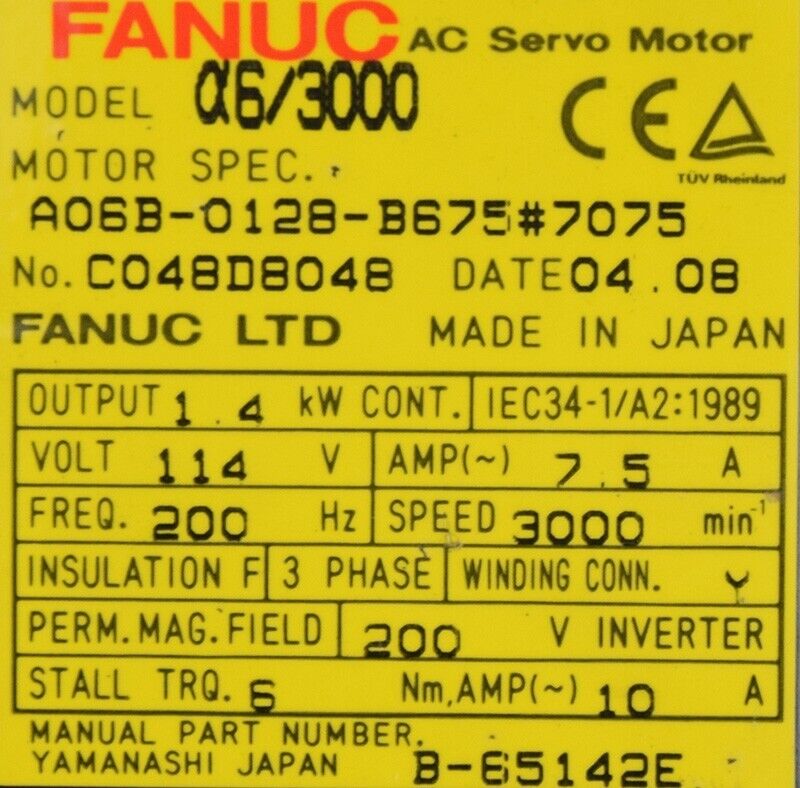 FANUC AC Servo Motor
MODEL α6/3000
CE
MOTOR SPEC.
TÜV Rheinland
A06B-0128-B675#7075
No. C048D8048 DATE 04.08
FANUC LTD MADE IN JAPAN
OUTPUT 1.4 kW CONT. IEC34-1/A2:1989
VOLT 114 V AMP(~) 7.5 A
FREQ. 200 Hz SPEED 3000 min⁻¹
INSULATION F 3 PHASE WINDING CONN. Y
PERM.MAG.FIELD 200 V INVERTER
STALL TRQ. 6 Nm,AMP(~) 10 A
MANUAL PART NUMBER.
YAMANASHI JAPAN B-65142E